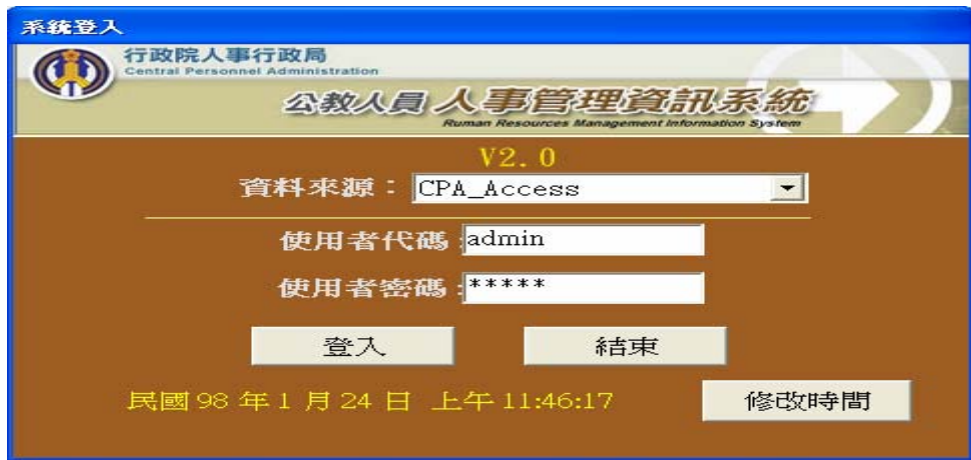 系統登入
行政院人事行政局
Central Personnel Administration
公教人員人事管理資訊系統
Ruman Resources Management Information System
V2.0
資料來源：CPA_Access
使用者代碼：admin
使用者密碼：*****
登入 結束
民國 98 年 1 月 24 日 上午 11:46:17 修改時間